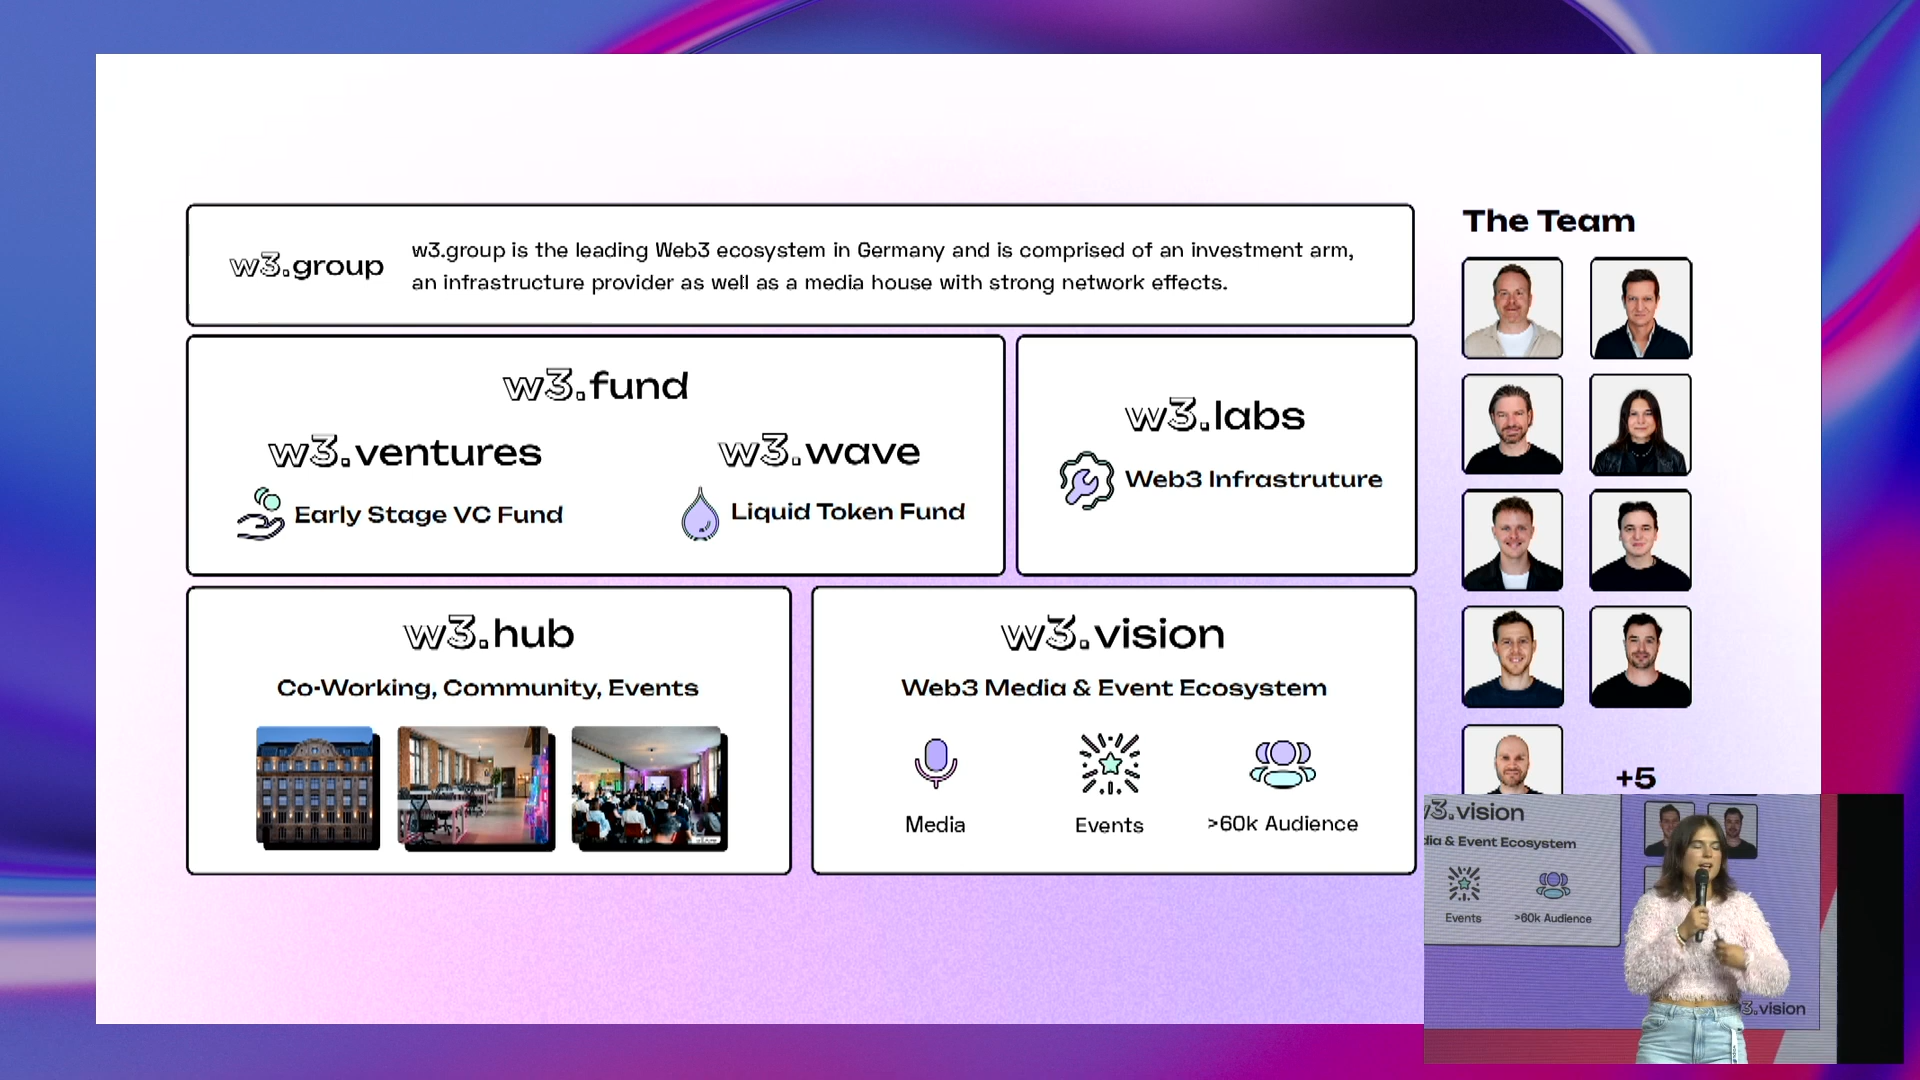 w3.group
w3.group is the leading Web3 ecosystem in Germany and is comprised of an investment arm,
an infrastructure provider as well as a media house with strong network effects.
w3.fund
w3.ventures
Early Stage VC Fund
w3.wave
Liquid Token Fund
w3.labs
Web3 Infrastruture
w3.hub
Co-Working, Community, Events
w3.vision
Web3 Media & Event Ecosystem
Media
Events
>60k Audience
The Team
+5
3.vision
dia & Event Ecosystem
Events
>60k Audience
3.vision